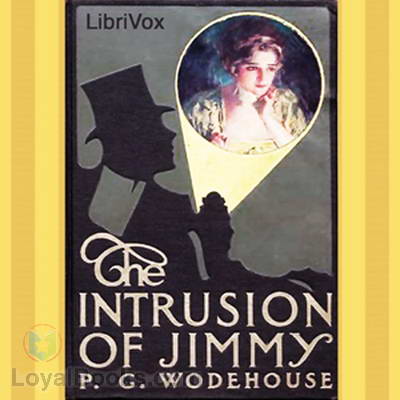 LibriVox
The
INTRUSION
OF JIMMY
P. G. WODEHOUSE
LoyalBooks.com